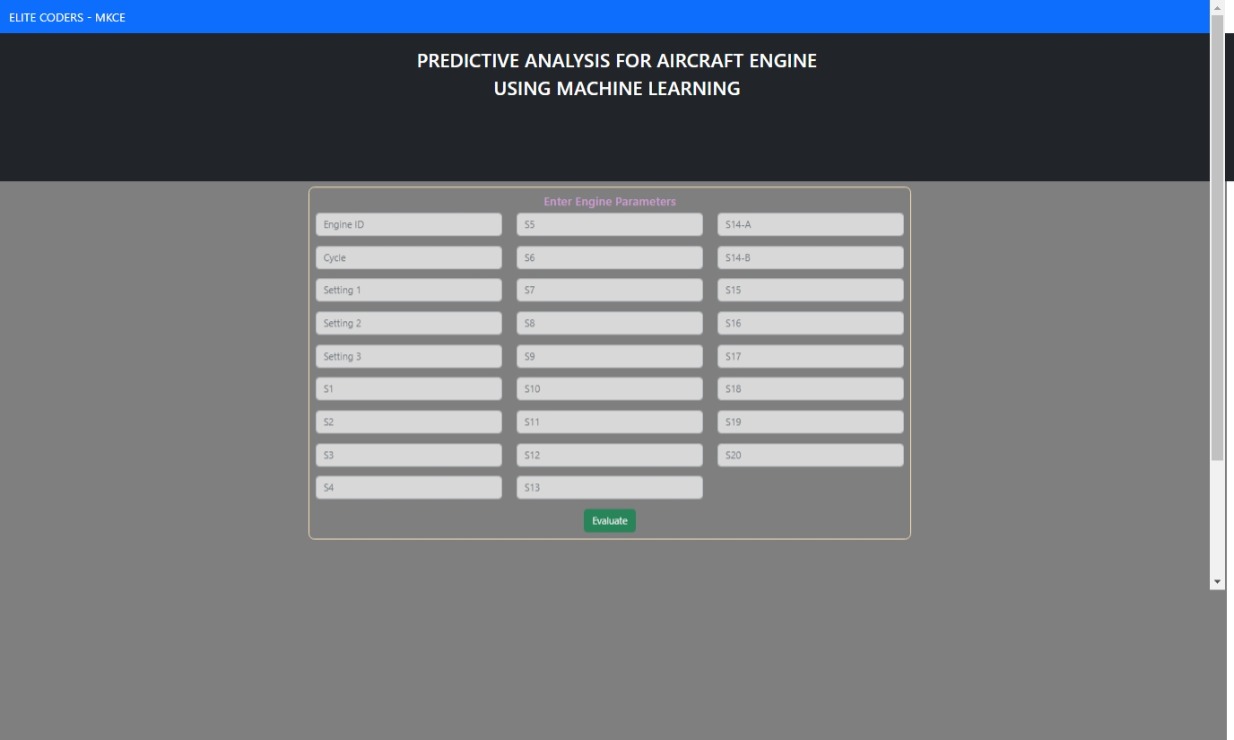 ELITE CODERS - MKCE
PREDICTIVE ANALYSIS FOR AIRCRAFT ENGINE
USING MACHINE LEARNING
Enter Engine Parameters
Engine ID
S5
S14-A
Cycle
S6
S14-B
Setting 1
S7
S15
Setting 2
S8
S16
Setting 3
S9
S17
S1
S10
S18
S2
S11
S19
S3
S12
S20
S4
S13
Evaluate